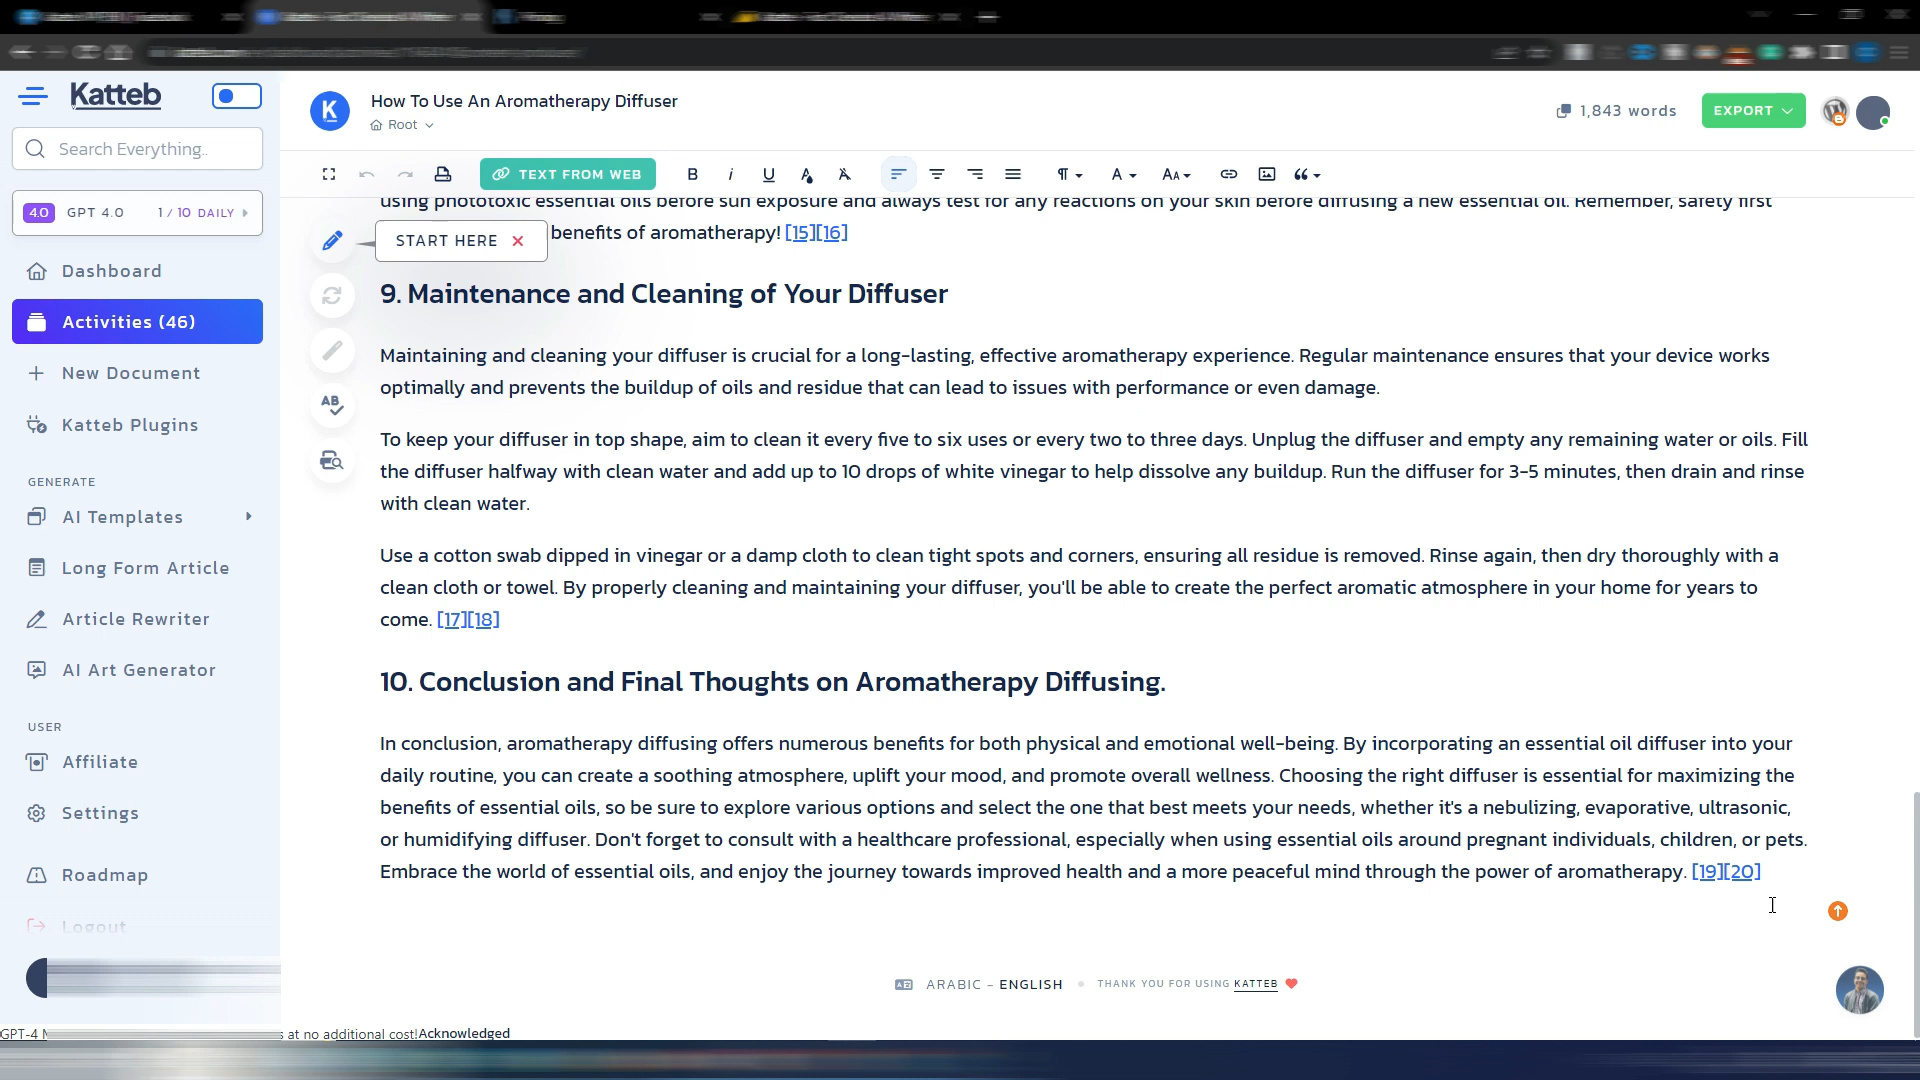 Katteb
Search Everything..
4.0 GPT 4.0 1 / 10 DAILY
Dashboard
Activities (46)
New Document
Katteb Plugins
GENERATE
AI Templates
Long Form Article
Article Rewriter
AI Art Generator
USER
Affiliate
Settings
Roadmap
Logout
How To Use An Aromatherapy Diffuser
Root
1,843 words
EXPORT
TEXT FROM WEB
using phototoxic essential oils before sun exposure and always test for any reactions on your skin before diffusing a new essential oil. Remember, safety first
START HERE
benefits of aromatherapy! [15][16]
9. Maintenance and Cleaning of Your Diffuser
Maintaining and cleaning your diffuser is crucial for a long-lasting, effective aromatherapy experience. Regular maintenance ensures that your device works
optimally and prevents the buildup of oils and residue that can lead to issues with performance or even damage.
To keep your diffuser in top shape, aim to clean it every five to six uses or every two to three days. Unplug the diffuser and empty any remaining water or oils. Fill
the diffuser halfway with clean water and add up to 10 drops of white vinegar to help dissolve any buildup. Run the diffuser for 3-5 minutes, then drain and rinse
with clean water.
Use a cotton swab dipped in vinegar or a damp cloth to clean tight spots and corners, ensuring all residue is removed. Rinse again, then dry thoroughly with a
clean cloth or towel. By properly cleaning and maintaining your diffuser, you'll be able to create the perfect aromatic atmosphere in your home for years to
come. [17][18]
10. Conclusion and Final Thoughts on Aromatherapy Diffusing.
In conclusion, aromatherapy diffusing offers numerous benefits for both physical and emotional well-being. By incorporating an essential oil diffuser into your
daily routine, you can create a soothing atmosphere, uplift your mood, and promote overall wellness. Choosing the right diffuser is essential for maximizing the
benefits of essential oils, so be sure to explore various options and select the one that best meets your needs, whether it's a nebulizing, evaporative, ultrasonic,
or humidifying diffuser. Don't forget to consult with a healthcare professional, especially when using essential oils around pregnant individuals, children, or pets.
Embrace the world of essential oils, and enjoy the journey towards improved health and a more peaceful mind through the power of aromatherapy. [19][20]
ARABIC - ENGLISH THANK YOU FOR USING KATTEB
GPT-4 at no additional cost!Acknowledged